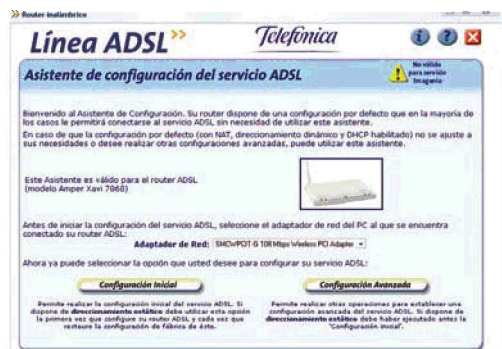 Router inalámbrico
Línea ADSL
Telefónica
Asistente de configuración del servicio ADSL
No válido
para servicio
Imagenio
Bienvenido al Asistente de Configuración. Su router dispone de una configuración por defecto que en la mayoría de
los casos le permitirá conectarse al servicio ADSL sin necesidad de utilizar este asistente.
En caso de que la configuración por defecto (con NAT, direccionamiento dinámico y DHCP habilitado) no se ajuste a
sus necesidades o desee realizar otras configuraciones avanzadas, puede utilizar este asistente.
Este Asistente es válido para el router ADSL
(modelo Amper Xavi 7868)
Antes de iniciar la configuración del servicio ADSL, seleccione el adaptador de red del PC al que se encuentra
conectado su router ADSL:
Adaptador de Red: SMCWPCIT-G 108Mbps Wireless PCI Adapter
Ahora ya puede seleccionar la opción que usted desee para configurar su servicio ADSL:
Configuración Inicial
Configuración Avanzada
Permite realizar la configuración inicial del servicio ADSL. Si
dispone de direccionamiento estático debe utilizar esta opción
la primera vez que configure su router ADSL y cada vez que
restaure la configuración de fábrica de éste.
Permite realizar otras operaciones para establecer una
configuración avanzada del servicio ADSL. Si dispone de
direccionamiento estático debe haber ejecutado antes la
"Configuración inicial".